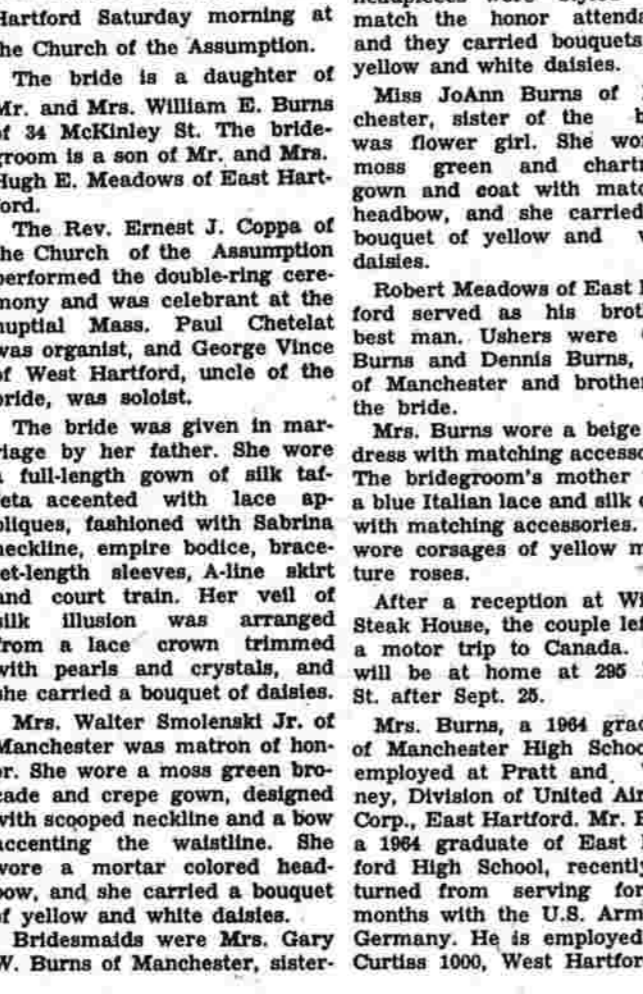 Hartford Saturday morning at
the Church of the Assumption.
The bride is a daughter of
Mr. and Mrs. William E. Burns
of 34 McKinley St. The bride-
groom is a son of Mr. and Mrs.
Hugh E. Meadows of East Hart-
ford.
The Rev. Ernest J. Coppa of
the Church of the Assumption
performed the double-ring cere-
mony and was celebrant at the
nuptial Mass. Paul Chetelat
was organist, and George Vince
of West Hartford, uncle of the
bride, was soloist.
The bride was given in mar-
riage by her father. She wore
a full-length gown of silk taf-
feta accented with lace ap-
pliques, fashioned with Sabrina
neckline, empire bodice, brace-
let-length sleeves, A-line skirt
and court train. Her veil of
silk illusion was arranged
from a lace crown trimmed
with pearls and crystals, and
she carried a bouquet of daisies.
Mrs. Walter Smolenski Jr. of
Manchester was matron of hon-
or. She wore a moss green bro-
cade and crepe gown, designed
with scooped neckline and a bow
accenting the waistline. She
wore a mortar colored head-
bow, and she carried a bouquet
of yellow and white daisies.
Bridesmaids were Mrs. Gary
W. Burns of Manchester, sister-
match the honor attenda
and they carried bouquets
yellow and white daisies.
Miss JoAnn Burns of
chester, sister of the b
was flower girl. She wo
moss green and chartr
gown and coat with matc
headbow, and she carried
bouquet of yellow and w
daisies.
Robert Meadows of East H
ford served as his brot
best man. Ushers were
Burns and Dennis Burns,
of Manchester and brother
the bride.
Mrs. Burns wore a beige
dress with matching accesso
The bridegroom's mother
a blue Italian lace and silk
with matching accessories.
wore corsages of yellow m
ture roses.
After a reception at Wi
Steak House, the couple lef
a motor trip to Canada.
will be at home at 295
St. after Sept. 25.
Mrs. Burns, a 1964 grad
of Manchester High Schoo
employed at Pratt and
ney, Division of United Air
Corp., East Hartford. Mr. B
a 1964 graduate of East H
ford High School, recently
turned from serving for
months with the U.S. Arm
Germany. He is employed
Curtiss 1000, West Hartfor